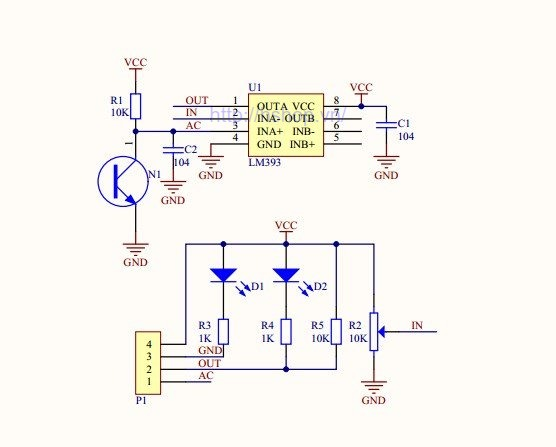 VCC
R1
10K
1
N1
GND
AC
C2
104
GND
OUT
IN
U1
1 OUTA VCC 8
2 INA- OUTB 7
3 INA+ INB- 6
4 GND INB+ 5
LM393
GND
VCC
C1
104
GND
VCC
D1
D2
R3
1K
R4
1K
R5
10K
R2
10K
IN
GND
4
3 GND
2 OUT
1 AC
P1